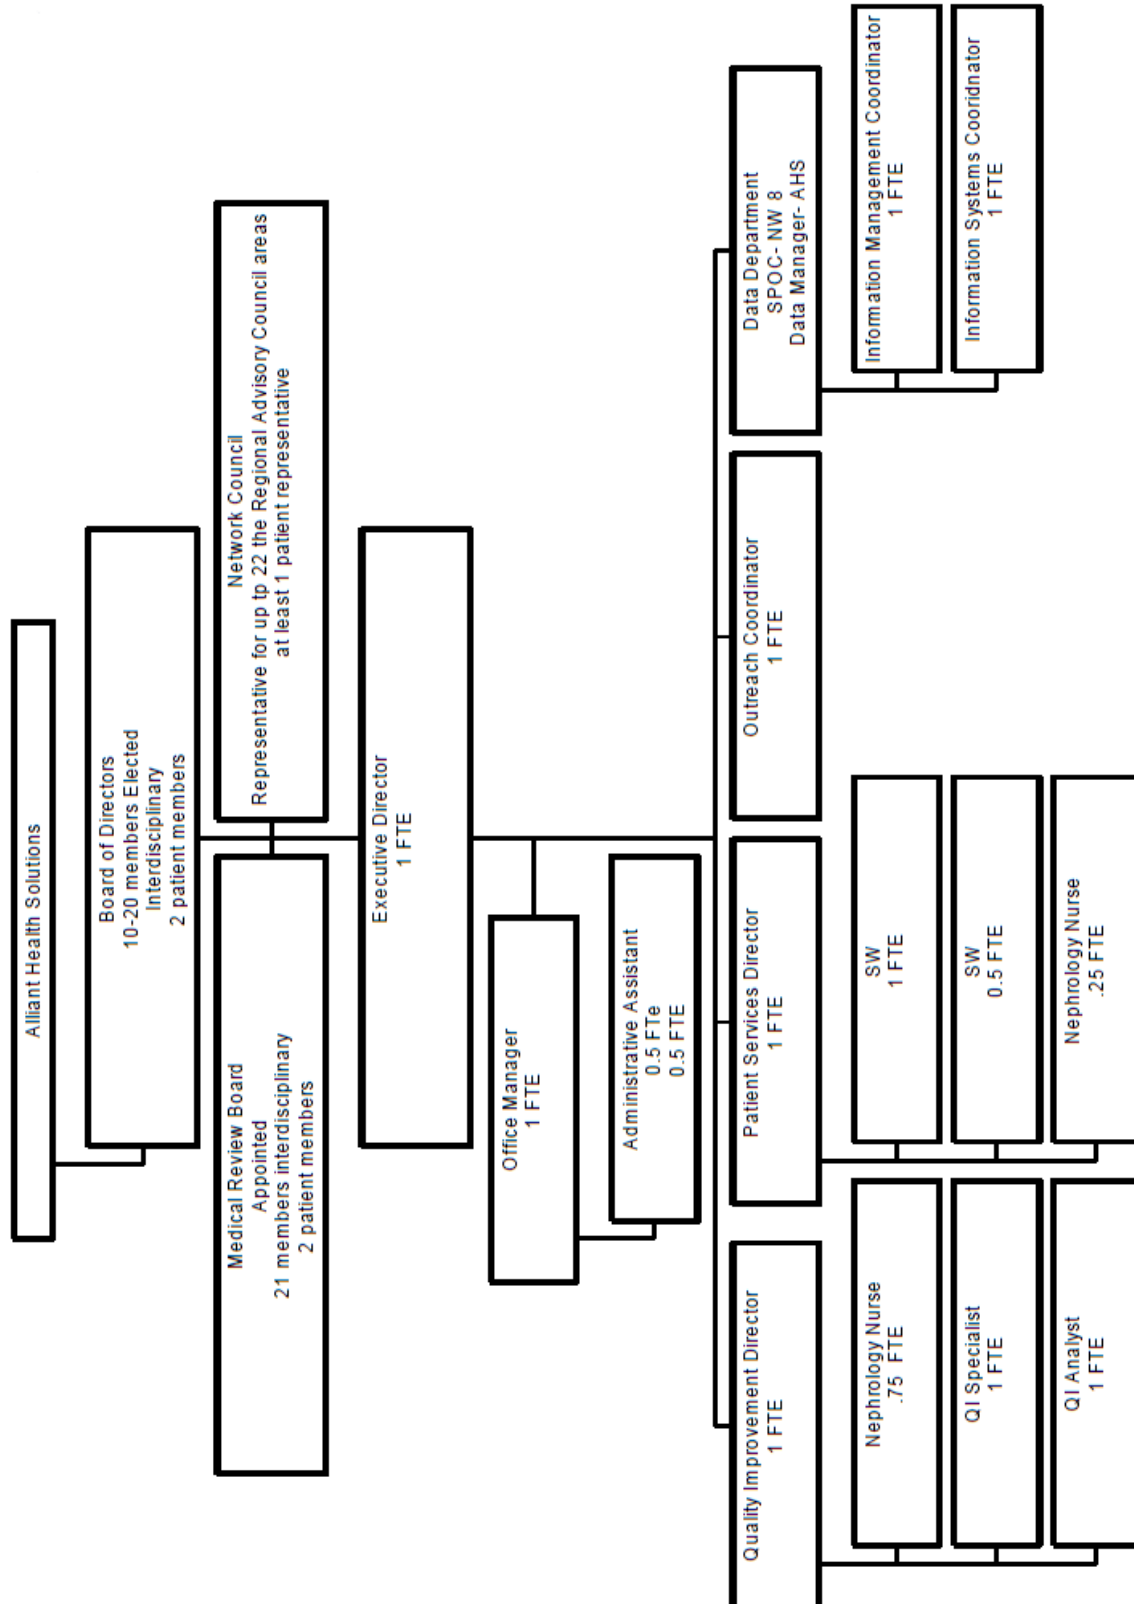 Alliant Health Solutions
Board of Directors
10-20 members Elected
Interdisciplinary
2 patient members
Medical Review Board
Appointed
21 members interdisciplinary
2 patient members
Network Council
Representative for up tp 22 the Regional Advisory Council areas
at least 1 patient representative
Executive Director
1 FTE
Office Manager
1 FTE
Administrative Assistant
0.5 FTe
0.5 FTE
Quality Improvement Director
1 FTE
Nephrology Nurse
.75 FTE
QI Specialist
1 FTE
QI Analyst
1 FTE
Patient Services Director
1 FTE
SW
1 FTE
SW
0.5 FTE
Nephrology Nurse
.25 FTE
Outreach Coordinator
1 FTE
Data Department
SPOC- NW 8
Data Manager- AHS
Information Management Coordinator
1 FTE
Information Systems Cooridnator
1 FTE